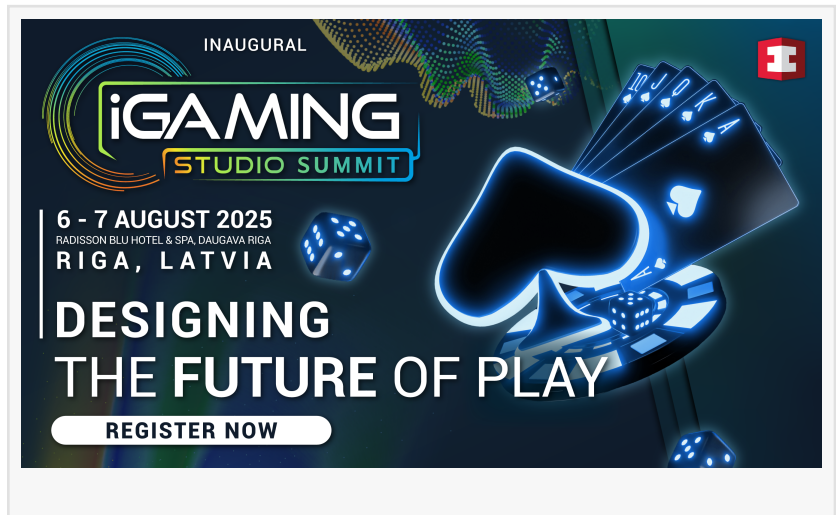 INAUGURAL
iGAMING
STUDIO SUMMIT
6 - 7 AUGUST 2025
RADISSON BLU HOTEL & SPA, DAUGAVA RIGA
RIGA, LATVIA
DESIGNING
THE FUTURE OF PLAY
REGISTER NOW
10 J Q K A
A